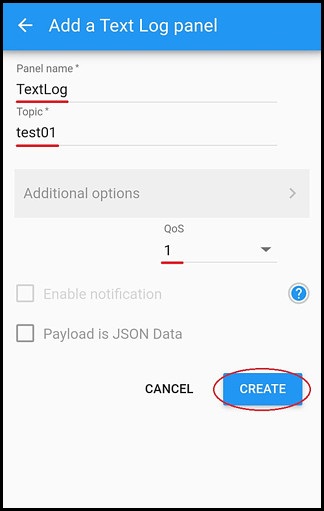 Add a Text Log panel
Panel name *
TextLog
Topic *
test01
Additional options
QoS
1
Enable notification
?
Payload is JSON Data
CANCEL
CREATE